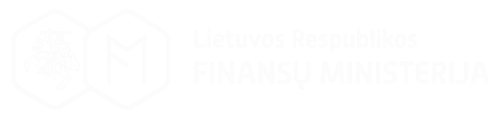 Lietuvos Respublikos
FINANSŲ MINISTERIJA